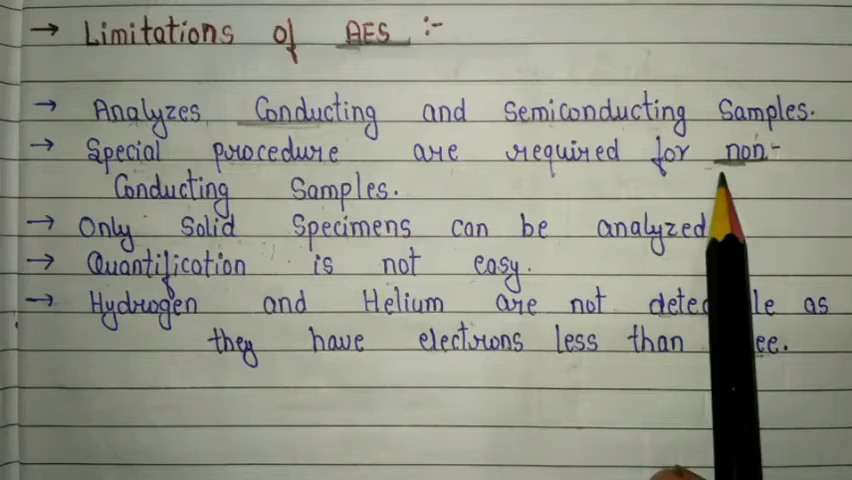 → Limitations of AES :-
→ Analyzes Conducting and Semiconducting Samples.
→ Special procedure are required for non-
Conducting Samples.
→ Only Solid Specimens can be analyzed
→ Quantification is not easy.
→ Hydrogen and Helium are not as
they have electrons less than